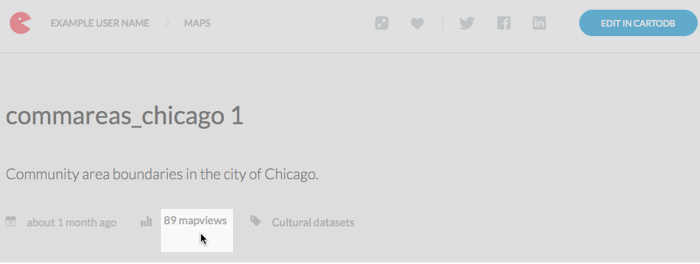 EXAMPLE USER NAME > MAPS EDIT IN CARTODB
commareas_chicago 1
Community area boundaries in the city of Chicago.
about 1 month ago 89 mapviews Cultural datasets